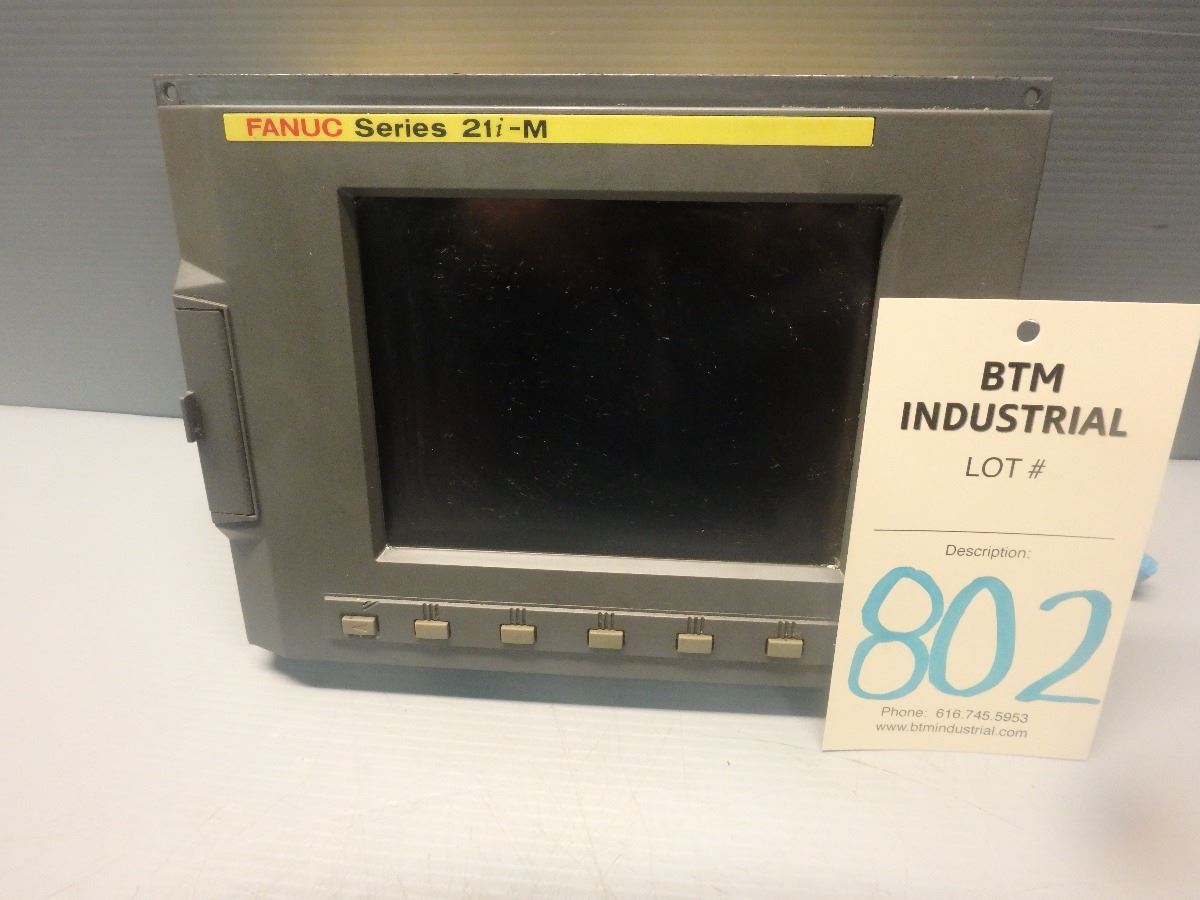 FANUC Series 21i-M
BTM
INDUSTRIAL
LOT #
Description:
802
Phone: 616.745.5953
www.btmindustrial.com